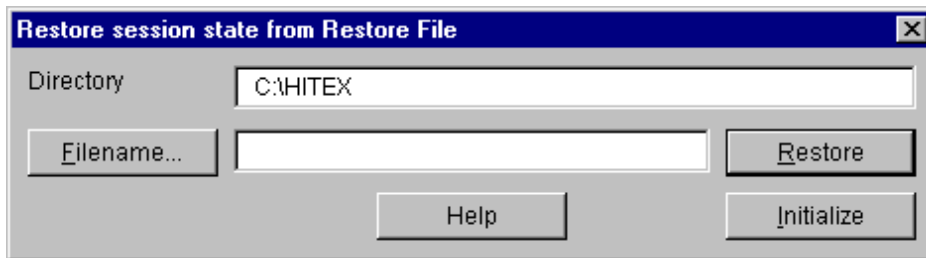 Restore session state from Restore File
Directory C:\HITEX
Filename... Restore
Help Initialize